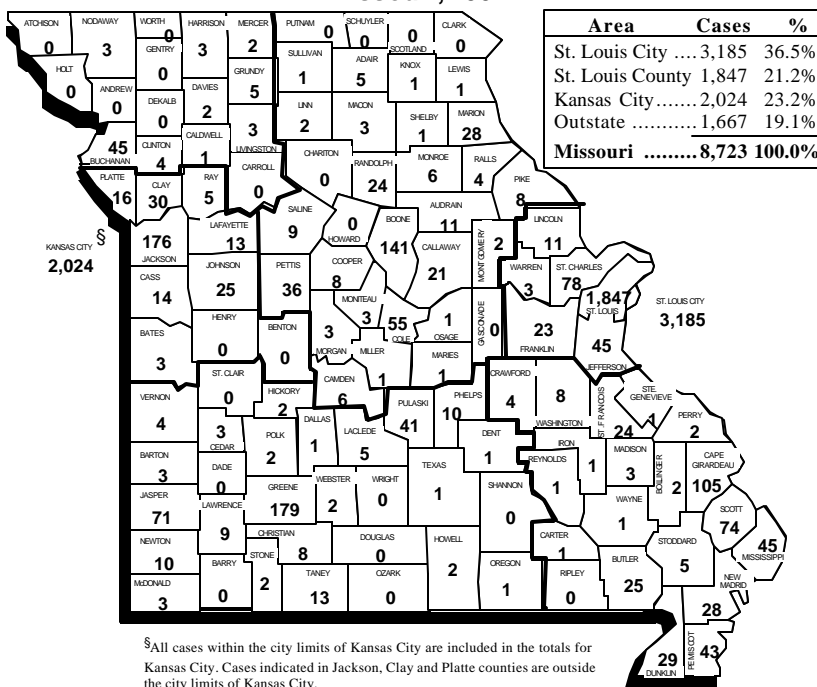 Area Cases % 
St. Louis City .... 3,185 36.5%
St. Louis County 1,847 21.2%
Kansas City....... 2,024 23.2%
Outstate ........... 1,667 19.1%
Missouri ......... 8,723 100.0%
ATCHISON 0
NODAWAY 3
WORTH 0
HARRISON 3
MERCER 2
PUTNAM 0
SCHUYLER 0
SCOTLAND 0
CLARK 0
HOLT 0
ANDREW 0
GENTRY 0
DEKALB 0
DAVIES 2
GRUNDY 5
SULLIVAN 1
ADAIR 5
KNOX 1
LEWIS 1
LINN 2
MACON 3
SHELBY 1
MARION 28
45 BUCHANAN
CLINTON 4
CALDWELL 1
3 LIVINGSTON
CARROLL 0
CHARITON 0
RANDOLPH 24
MONROE 6
RALLS 4
PIKE 8
PLATTE 16
CLAY 30
RAY 5
LAFAYETTE 13
SALINE 9
0 HOWARD
BOONE 141
AUDRAIN 11
CALLAWAY 21
MONTGOMERY 2
LINCOLN 11
WARREN 3
ST. CHARLES 78
1,847 ST. LOUIS
ST. LOUIS CITY
3,185
KANSAS CITY §
2,024
176 JACKSON
CASS 14
JOHNSON 25
PETTIS 36
COOPER 8
MONITEAU 3
55 COLE
1 OSAGE
GASCONADE 0
23 FRANKLIN
45 JEFFERSON
BATES 3
HENRY 0
BENTON 0
3 MORGAN
MILLER 1
MARIES 1
CAMDEN 6
PULASKI 41
PHELPS 10
CRAWFORD 4
8 WASHINGTON
ST. FRANCOIS 24
STE. GENEVIEVE 1
PERRY 2
VERNON 4
ST. CLAIR 0
HICKORY 2
3 CEDAR
POLK 2
DALLAS 1
LACLEDE 5
DENT 1
IRON 1
REYNOLDS 1
MADISON 3
BOLLINGER 2
CAPE GIRARDEAU 105
BARTON 3
DADE 0
GREENE 179
WEBSTER 2
WRIGHT 0
TEXAS 1
SHANNON 0
WAYNE 1
SCOTT 74
JASPER 71
LAWRENCE 9
CHRISTIAN 8
DOUGLAS 0
HOWELL 2
CARTER 1
BUTLER 25
STODDARD 5
45 MISSISSIPPI
NEWTON 10
BARRY 0
STONE 2
TANEY 13
OZARK 0
OREGON 1
RIPLEY 0
NEW MADRID 28
McDONALD 3
29 DUNKLIN
PEMISCOT 43
§All cases within the city limits of Kansas City are included in the totals for
Kansas City. Cases indicated in Jackson, Clay and Platte counties are outside
the city limits of Kansas City.